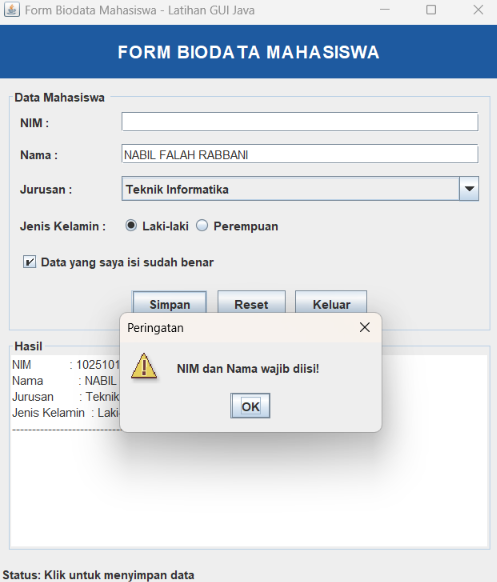 Form Biodata Mahasiswa - Latihan GUI Java
FORM BIODATA MAHASISWA
Data Mahasiswa
NIM :
Nama : NABIL FALAH RABBANI
Jurusan : Teknik Informatika
Jenis Kelamin : Laki-laki Perempuan
Data yang saya isi sudah benar
Simpan Reset Keluar
Peringatan
NIM dan Nama wajib diisi!
OK
Hasil
NIM : 1025101
Nama : NABIL
Jurusan : Teknik
Jenis Kelamin : Laki-
Status: Klik untuk menyimpan data